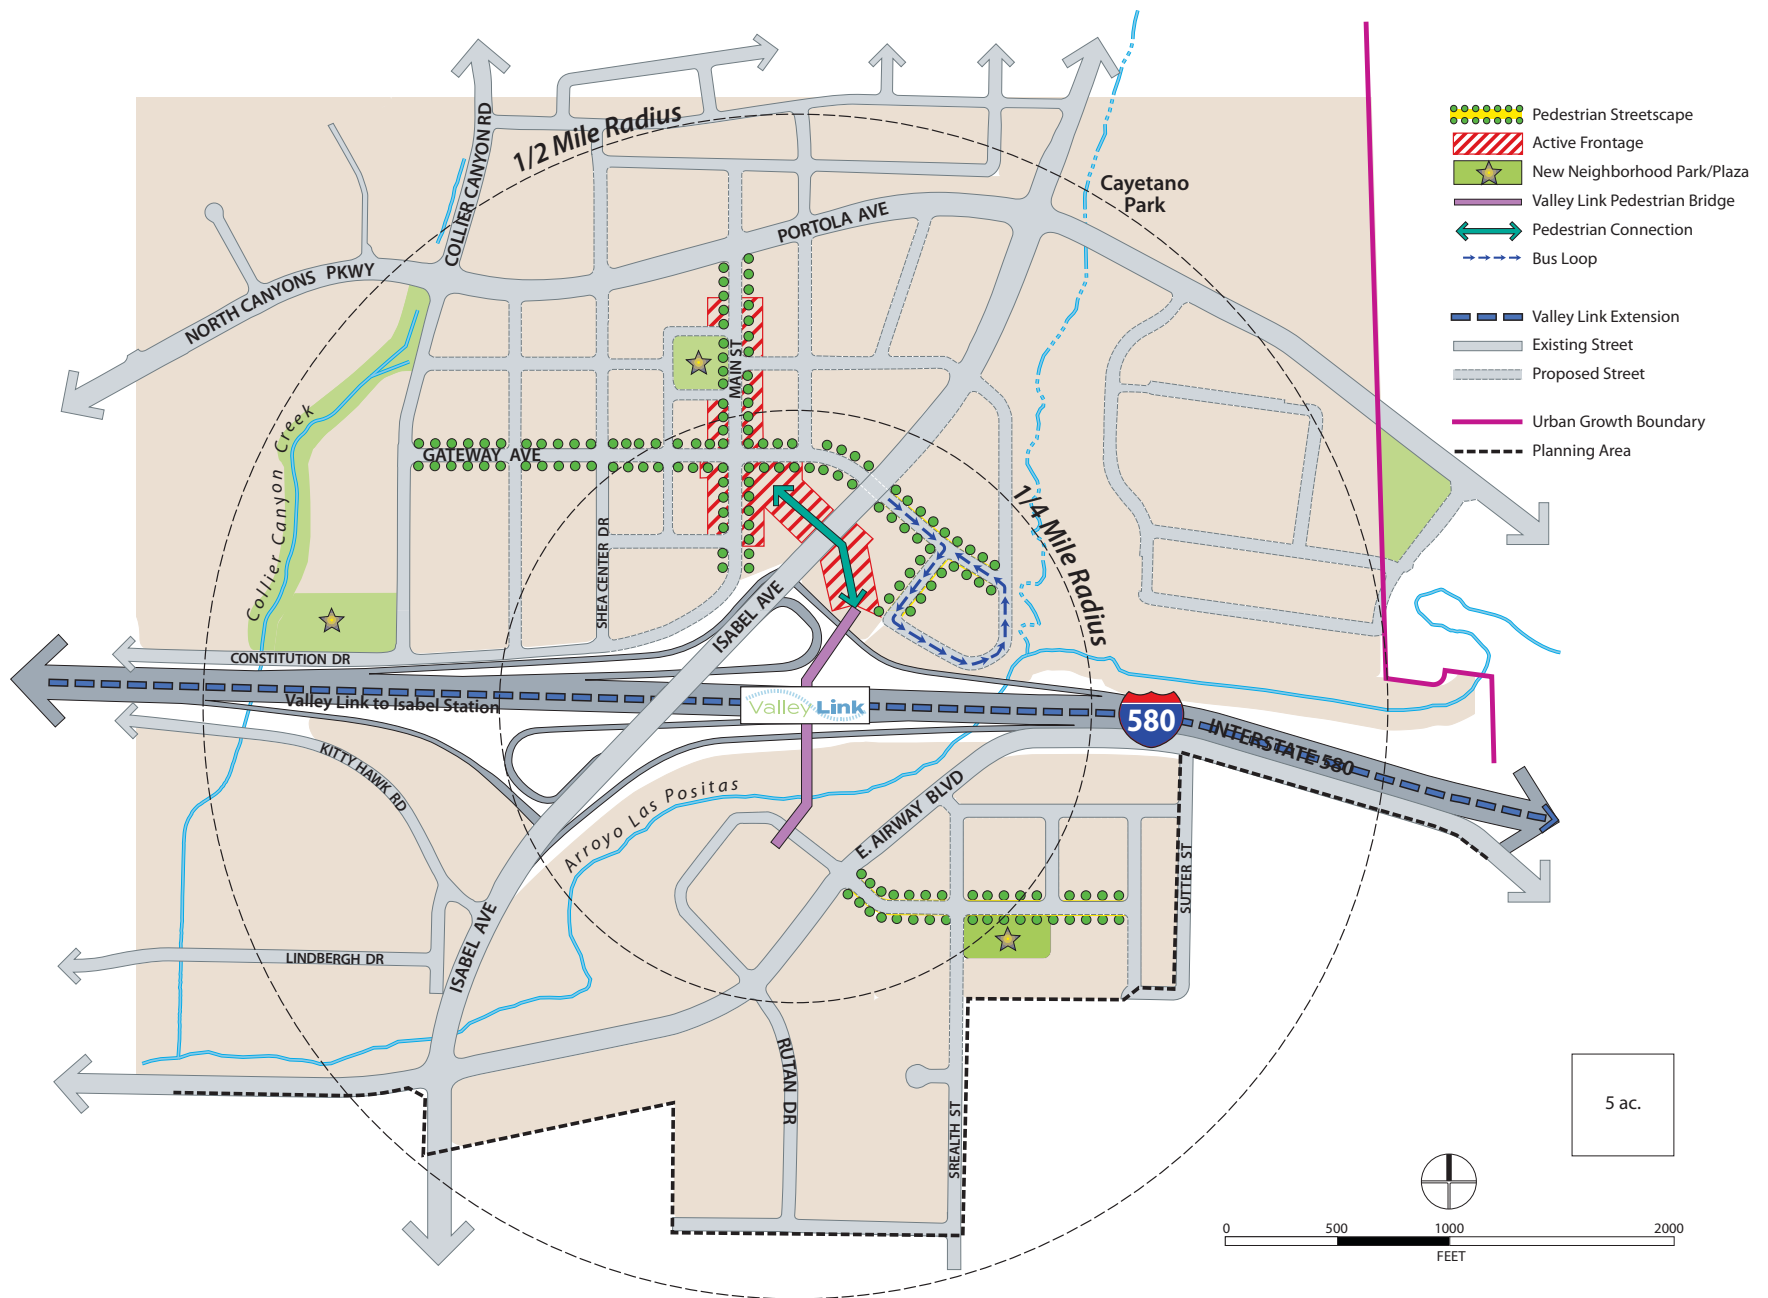 1/2 Mile Radius
COLLIER CANYON RD
Cayetano
Park
PORTOLA AVE
NORTH CANYONS PKWY
MAIN ST
Collier Canyon Creek
GATEWAY AVE
1/4 Mile Radius
SHEA CENTER DR
ISABEL AVE
CONSTITUTION DR
Valley Link to Isabel Station
ValleyLink
580
INTERSTATE 580
KITTY HAWK RD
Arroyo Las Positas
E. AIRWAY BLVD
SUTTER ST
ISABEL AVE
LINDBERGH DR
RUTAN DR
SREALTH ST
Pedestrian Streetscape
Active Frontage
New Neighborhood Park/Plaza
Valley Link Pedestrian Bridge
Pedestrian Connection
Bus Loop
Valley Link Extension
Existing Street
Proposed Street
Urban Growth Boundary
Planning Area
5 ac.
0 500 1000 2000
FEET